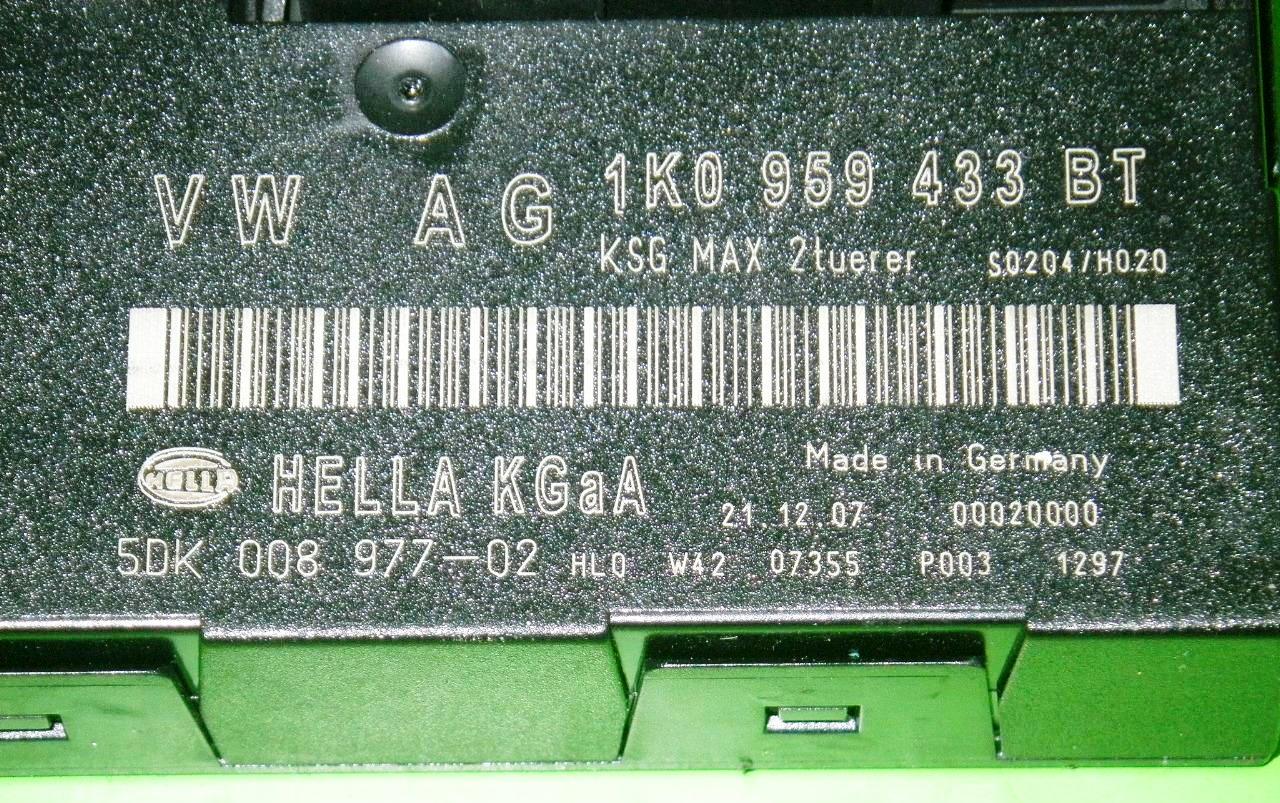 VW AG 1K0 959 433 BT
KSG MAX 2tuerer S0204/H020
HELLA HELLA KGaA Made in Germany
21.12.07 00020000
5DK 008 977-02 HL0 W42 07355 P003 1297